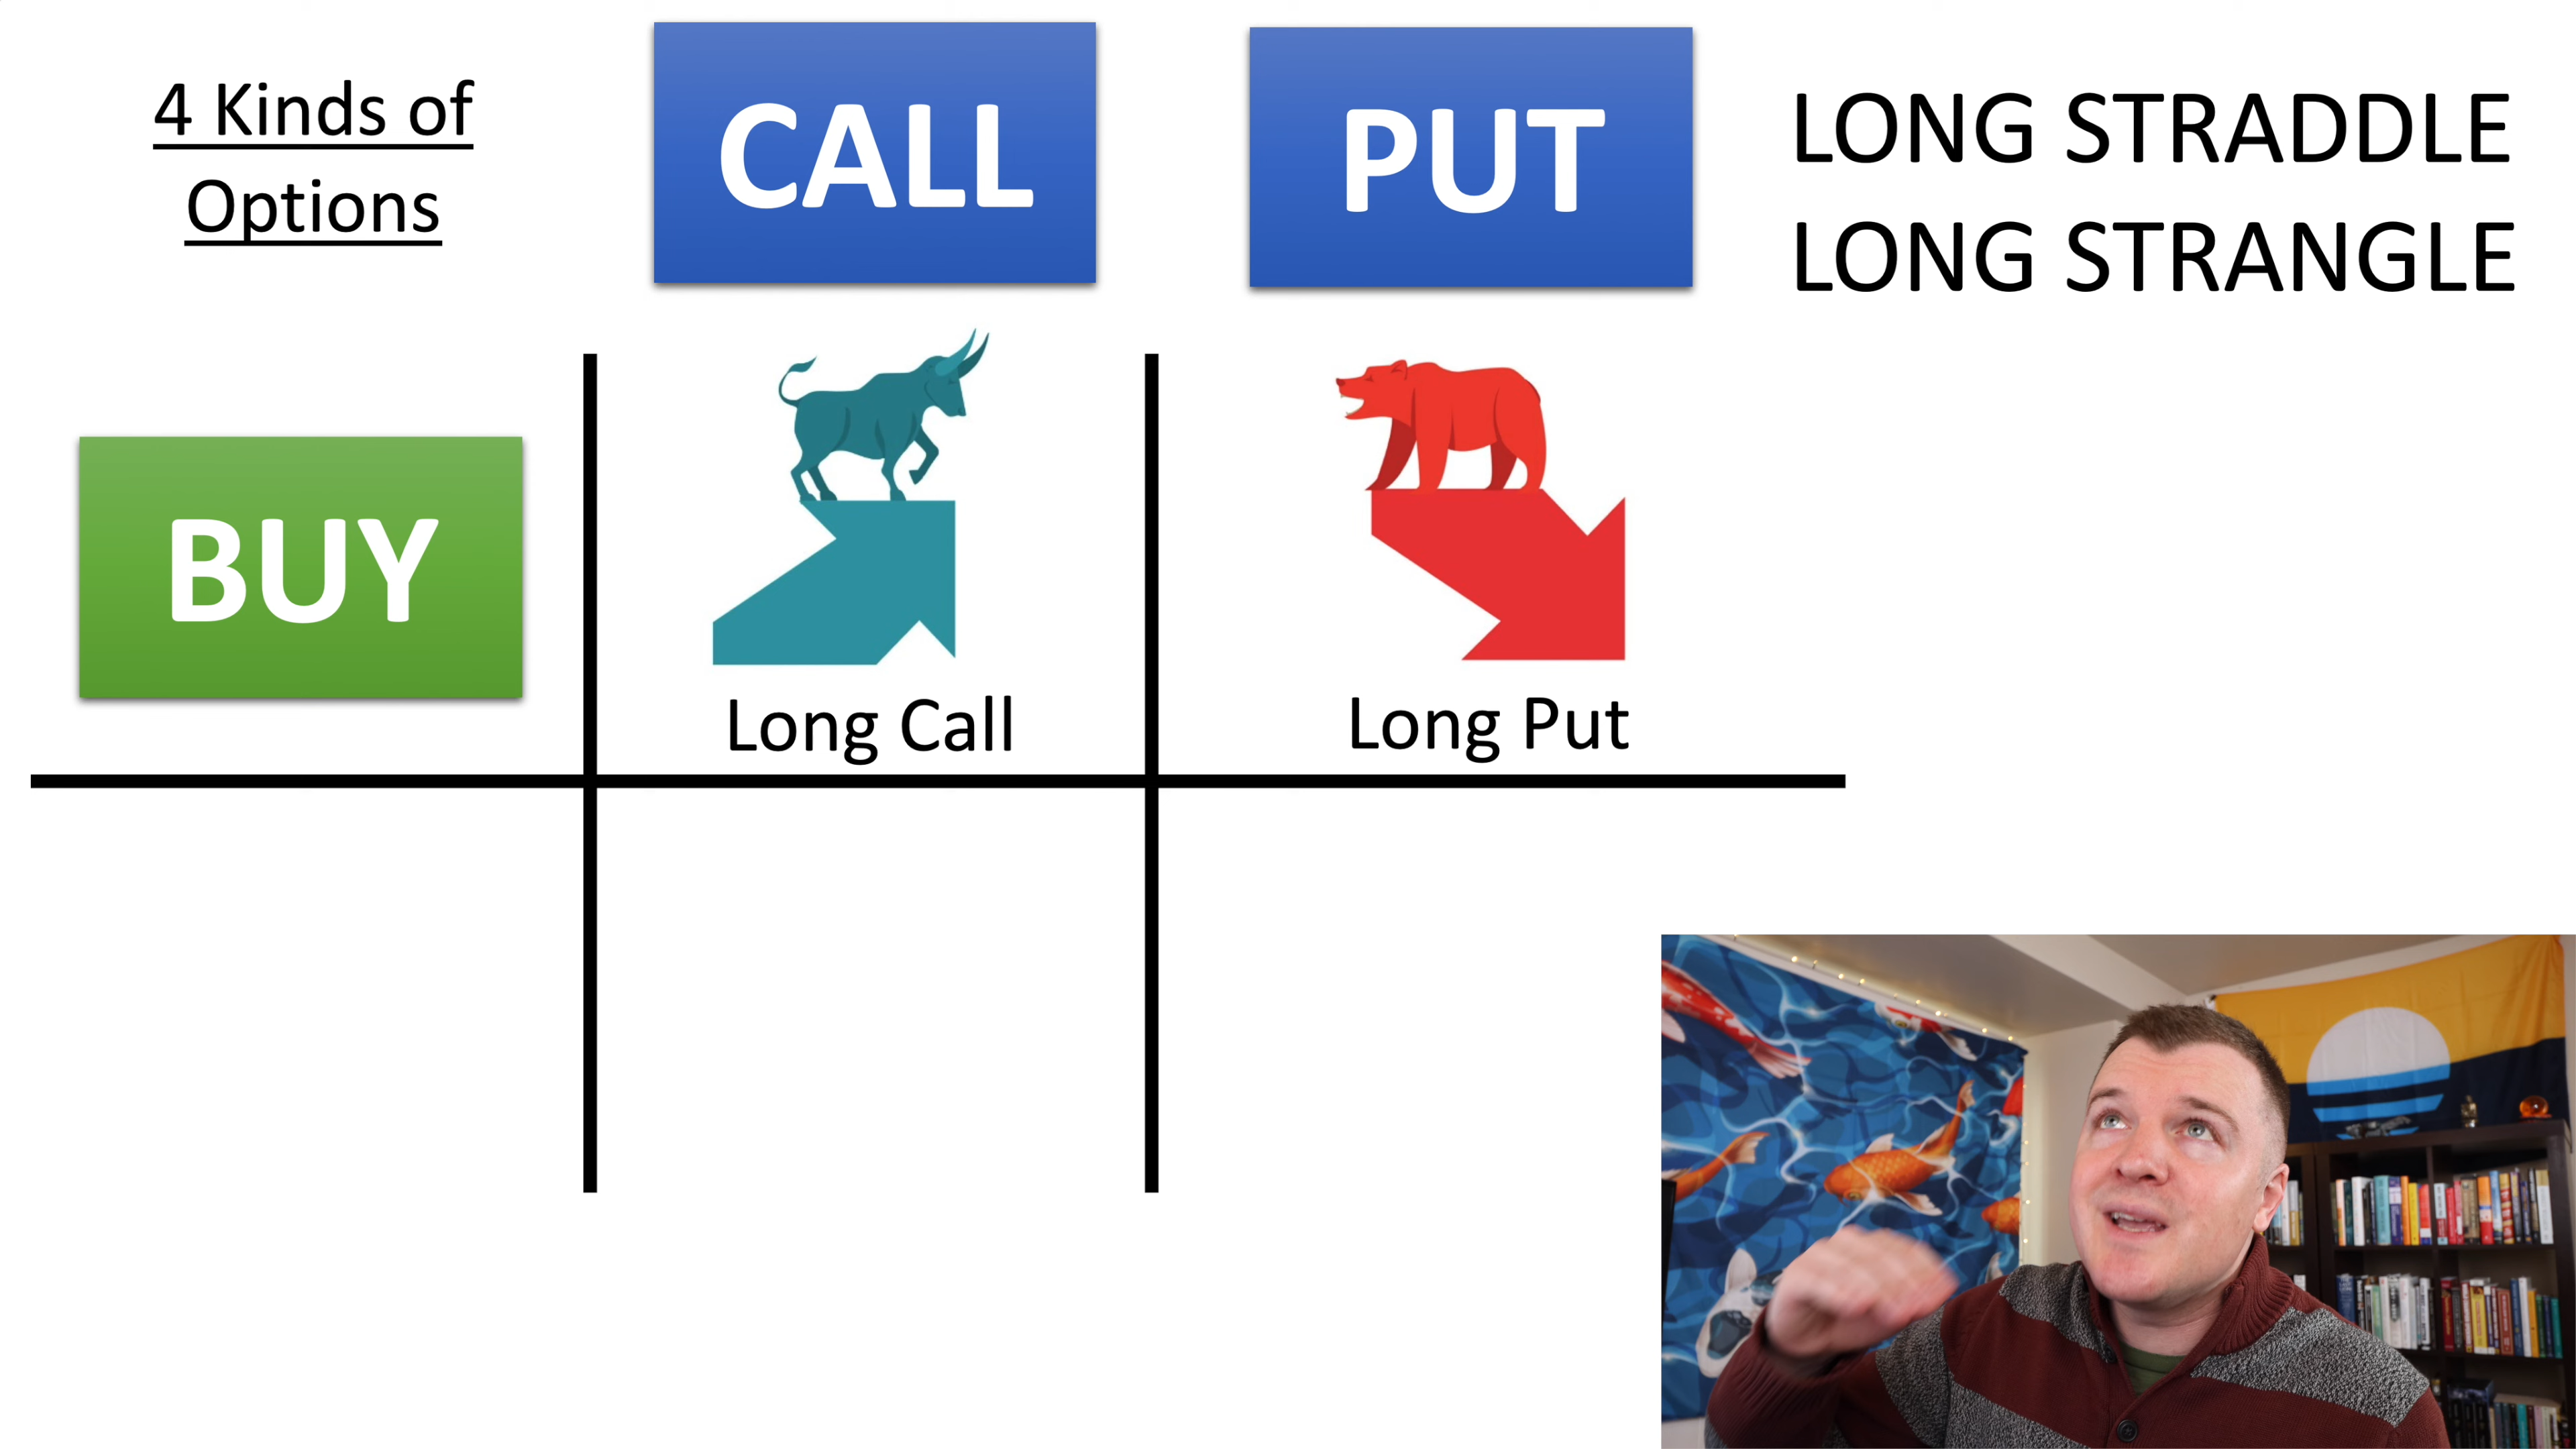 4 Kinds of
Options
CALL
PUT
LONG STRADDLE
LONG STRANGLE
BUY
Long Call
Long Put